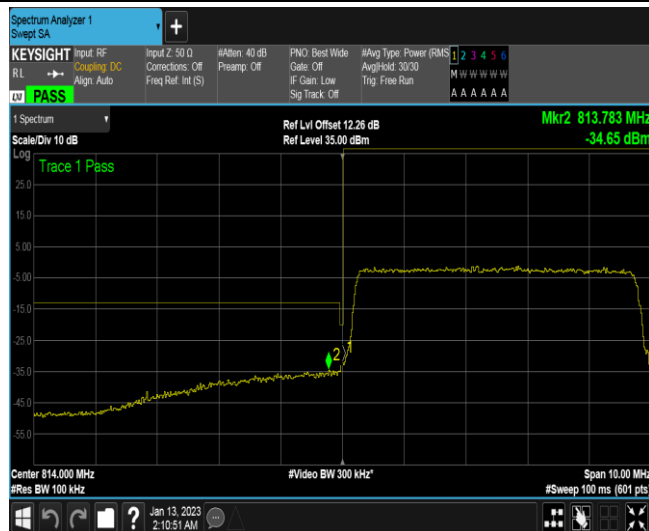 Spectrum Analyzer 1
Swept SA
+
KEYSIGHT
RL
LXI
PASS
Input: RF
Coupling: DC
Align: Auto
Input Z: 50 Ω
Corrections: Off
Freq Ref: Int (S)
#Atten: 40 dB
Preamp: Off
PNO: Best Wide
Gate: Off
IF Gain: Low
Sig Track: Off
#Avg Type: Power (RMS
Avg|Hold: 30/30
Trig: Free Run
1 2 3 4 5 6
M W W W W W
A A A A A A
1 Spectrum
Scale/Div 10 dB
Ref Lvl Offset 12.26 dB
Ref Level 35.00 dBm
Mkr2 813.783 MHz
-34.65 dBm
Log
Trace 1 Pass
25.0
15.0
5.00
-5.00
-15.0
-25.0
-35.0
-45.0
-55.0
2
1
Center 814.000 MHz
#Res BW 100 kHz
#Video BW 300 kHz*
Span 10.00 MHz
#Sweep 100 ms (601 pts)
?
Jan 13, 2023
2:10:51 AM